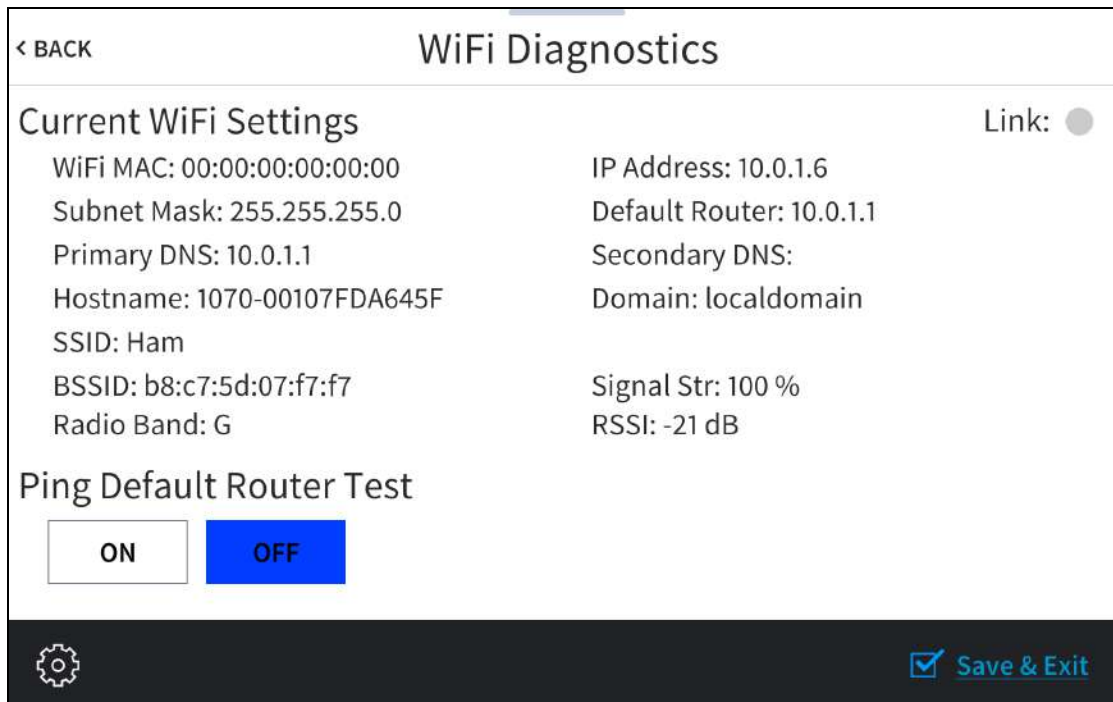 < BACK
WiFi Diagnostics
Current WiFi Settings
Link:
WiFi MAC: 00:00:00:00:00:00
IP Address: 10.0.1.6
Subnet Mask: 255.255.255.0
Default Router: 10.0.1.1
Primary DNS: 10.0.1.1
Secondary DNS:
Hostname: 1070-00107FDA645F
Domain: localdomain
SSID: Ham
BSSID: b8:c7:5d:07:f7:f7
Signal Str: 100 %
Radio Band: G
RSSI: -21 dB
Ping Default Router Test
ON
OFF
Save & Exit